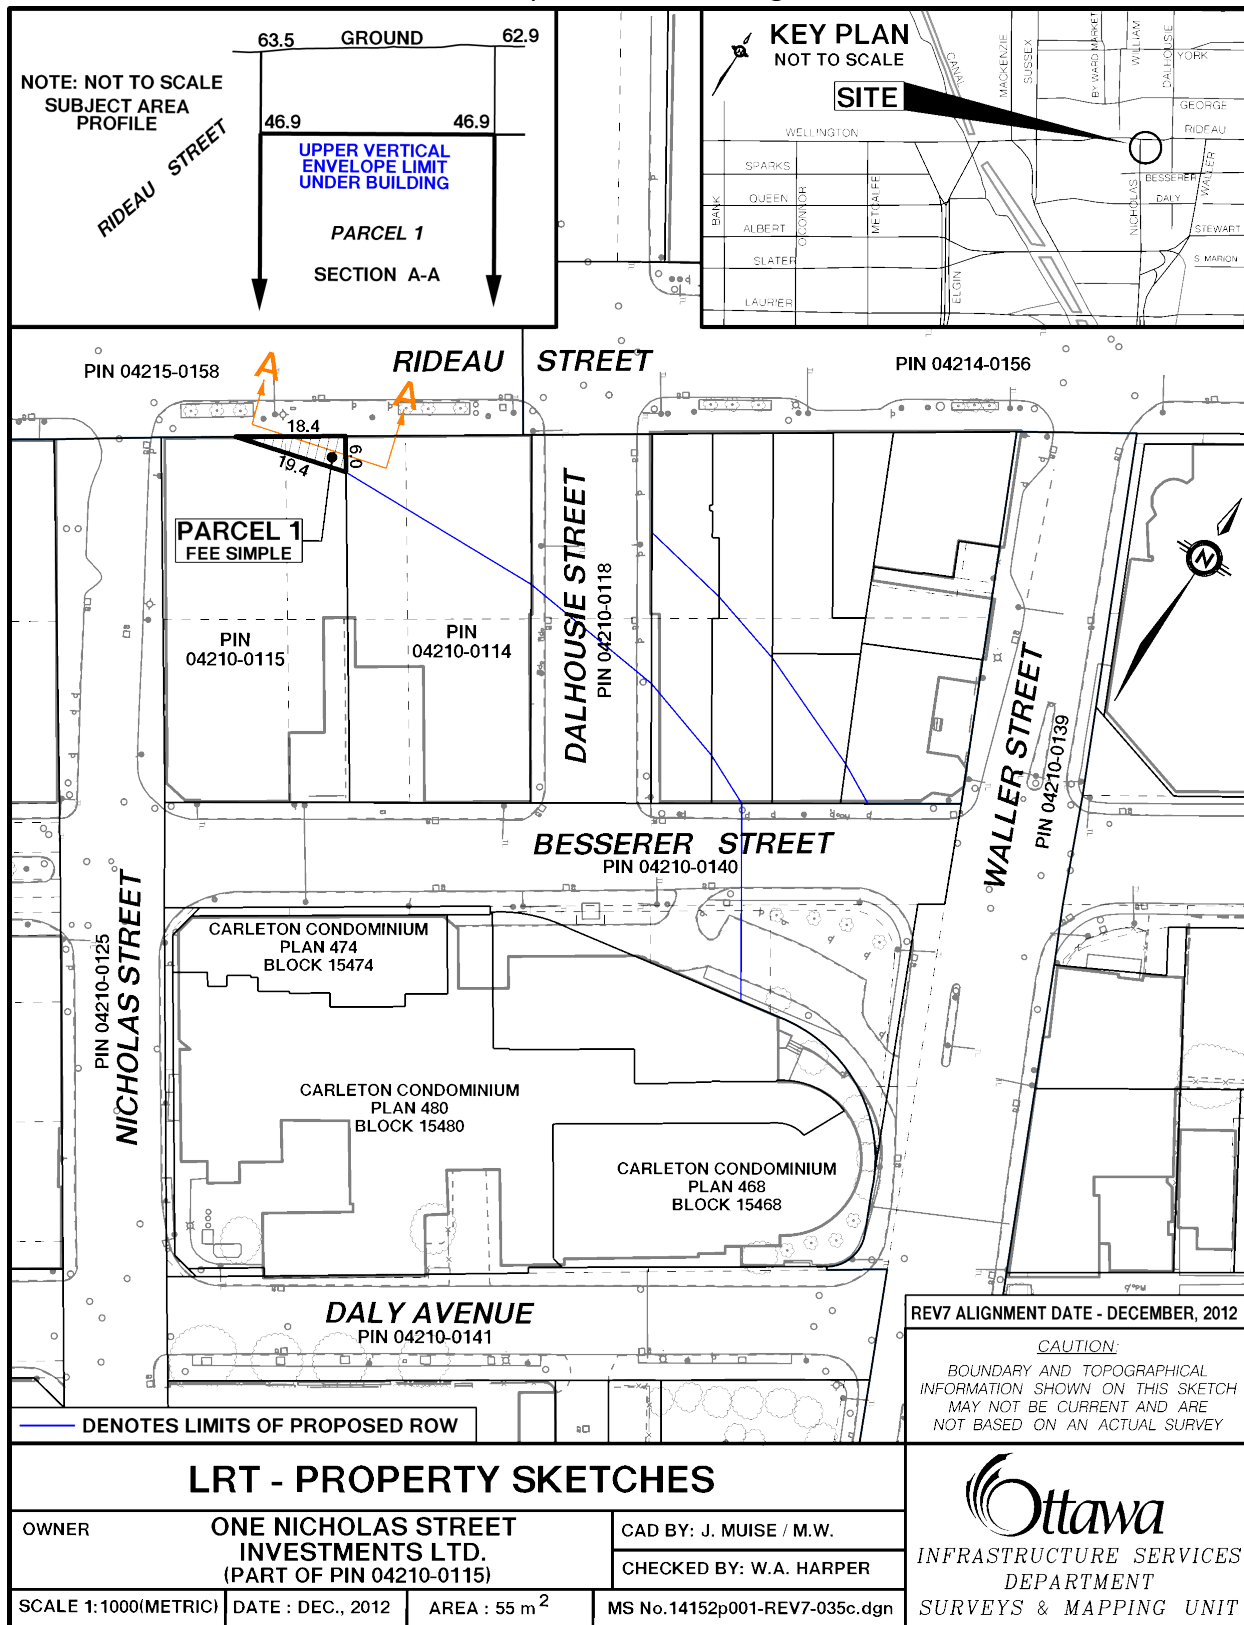 63.5
GROUND
62.9
NOTE: NOT TO SCALE
SUBJECT AREA
PROFILE
RIDEAU STREET
46.9
46.9
UPPER VERTICAL
ENVELOPE LIMIT
UNDER BUILDING
PARCEL 1
SECTION A-A
KEY PLAN
NOT TO SCALE
SITE
CANAL
MACKENZIE
SUSSEX
BY WARD MARKET
WILLIAM
DALHOUSIE
YORK
GEORGE
RIDEAU
WELLINGTON
SPARKS
QUEEN
ALBERT
SLATER
LAURIER
BANK
O'CONNOR
METCALFE
ELGIN
NICHOLAS
BESSERER
WALLER
DALY
STEWART
S. MARION
PIN 04215-0158
A
A
RIDEAU STREET
PIN 04214-0156
18.4
19.4
6.0
PARCEL 1
FEE SIMPLE
PIN
04210-0115
PIN
04210-0114
DALHOUSIE STREET
PIN 04210-0118
N
WALLER STREET
PIN 04210-0139
BESSERER STREET
PIN 04210-0140
NICHOLAS STREET
PIN 04210-0125
CARLETON CONDOMINIUM
PLAN 474
BLOCK 15474
CARLETON CONDOMINIUM
PLAN 480
BLOCK 15480
CARLETON CONDOMINIUM
PLAN 468
BLOCK 15468
DALY AVENUE
PIN 04210-0141
REV7 ALIGNMENT DATE - DECEMBER, 2012
CAUTION:
BOUNDARY AND TOPOGRAPHICAL
INFORMATION SHOWN ON THIS SKETCH
MAY NOT BE CURRENT AND ARE
NOT BASED ON AN ACTUAL SURVEY
DENOTES LIMITS OF PROPOSED ROW
LRT - PROPERTY SKETCHES
OWNER
ONE NICHOLAS STREET
INVESTMENTS LTD.
(PART OF PIN 04210-0115)
CAD BY: J. MUISE / M.W.
CHECKED BY: W.A. HARPER
SCALE 1:1000(METRIC)
DATE : DEC., 2012
AREA : 55 m²
MS No.14152p001-REV7-035c.dgn
Ottawa
INFRASTRUCTURE SERVICES
DEPARTMENT
SURVEYS & MAPPING UNIT